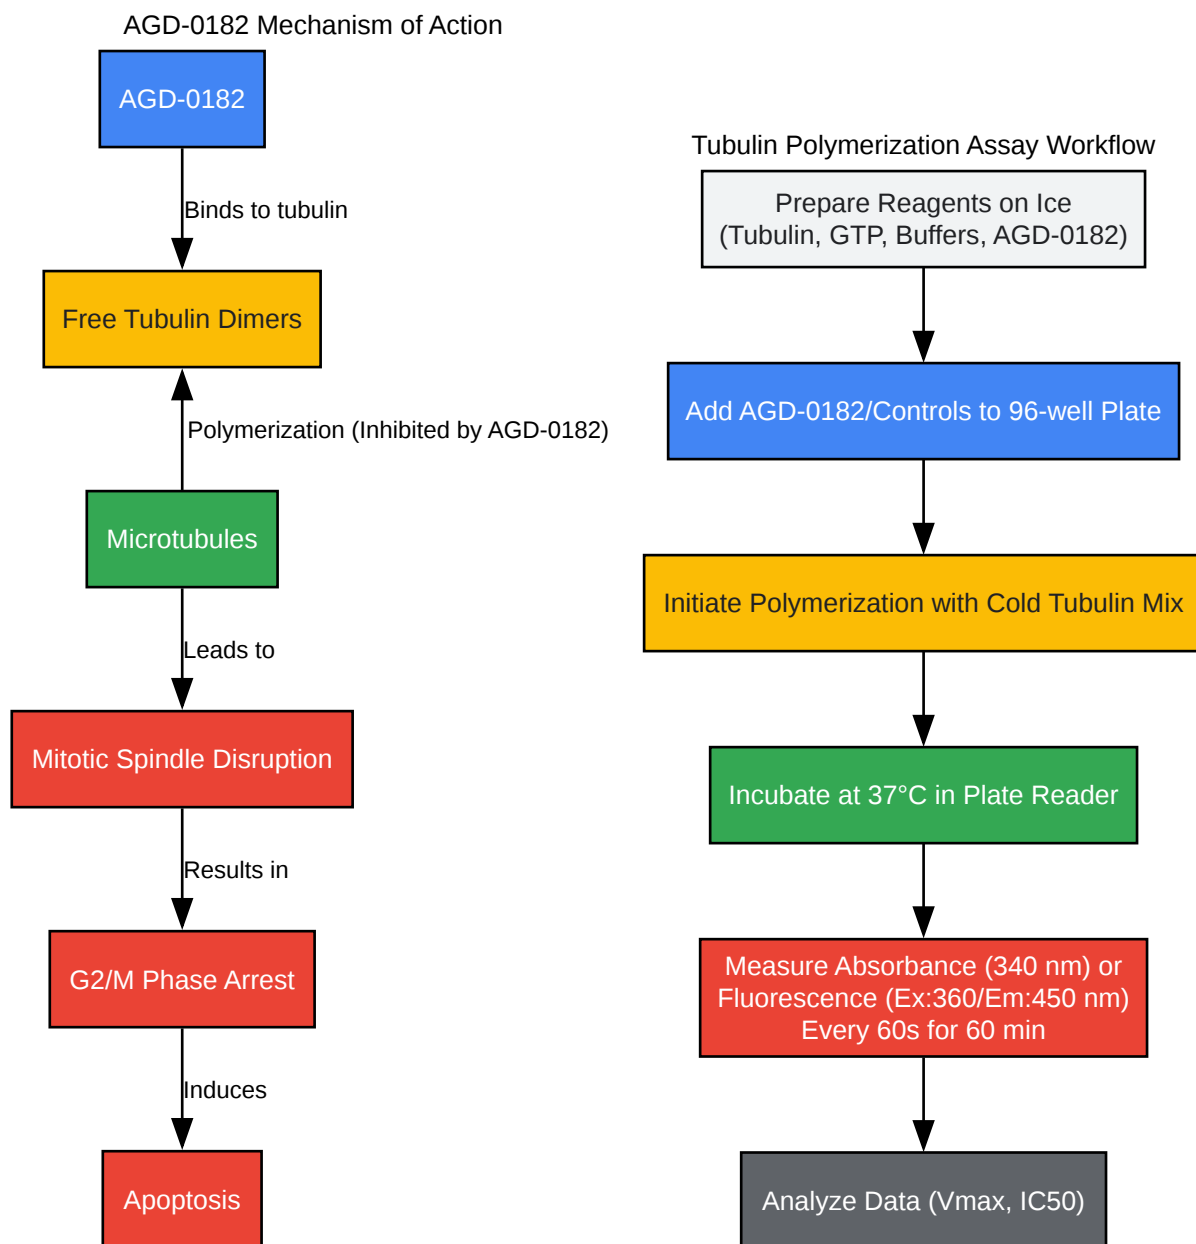 AGD-0182 Mechanism of Action
AGD-0182
Binds to tubulin
Free Tubulin Dimers
Polymerization (Inhibited by AGD-0182)
Microtubules
Leads to
Mitotic Spindle Disruption
Results in
G2/M Phase Arrest
Induces
Apoptosis
Tubulin Polymerization Assay Workflow
Prepare Reagents on Ice
(Tubulin, GTP, Buffers, AGD-0182)
Add AGD-0182/Controls to 96-well Plate
Initiate Polymerization with Cold Tubulin Mix
Incubate at 37°C in Plate Reader
Measure Absorbance (340 nm) or
Fluorescence (Ex:360/Em:450 nm)
Every 60s for 60 min
Analyze Data (Vmax, IC50)